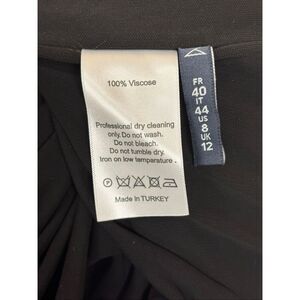 100% Viscose
Professional dry cleaning
only. Do not wash.
Do not bleach.
Do not tumble dry.
Iron on low temperature.
Made in TURKEY
FR
40
IT
44
US
8
UK
12